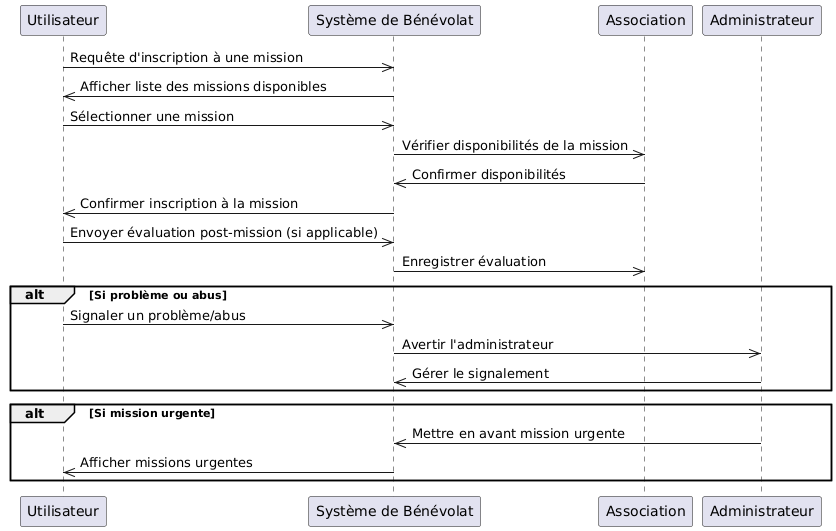 Utilisateur
Système de Bénévolat
Association
Administrateur
Requête d'inscription à une mission
Afficher liste des missions disponibles
Sélectionner une mission
Vérifier disponibilités de la mission
Confirmer disponibilités
Confirmer inscription à la mission
Envoyer évaluation post-mission (si applicable)
Enregistrer évaluation
alt
[Si problème ou abus]
Signaler un problème/abus
Avertir l'administrateur
Gérer le signalement
alt
[Si mission urgente]
Mettre en avant mission urgente
Afficher missions urgentes
Utilisateur
Système de Bénévolat
Association
Administrateur